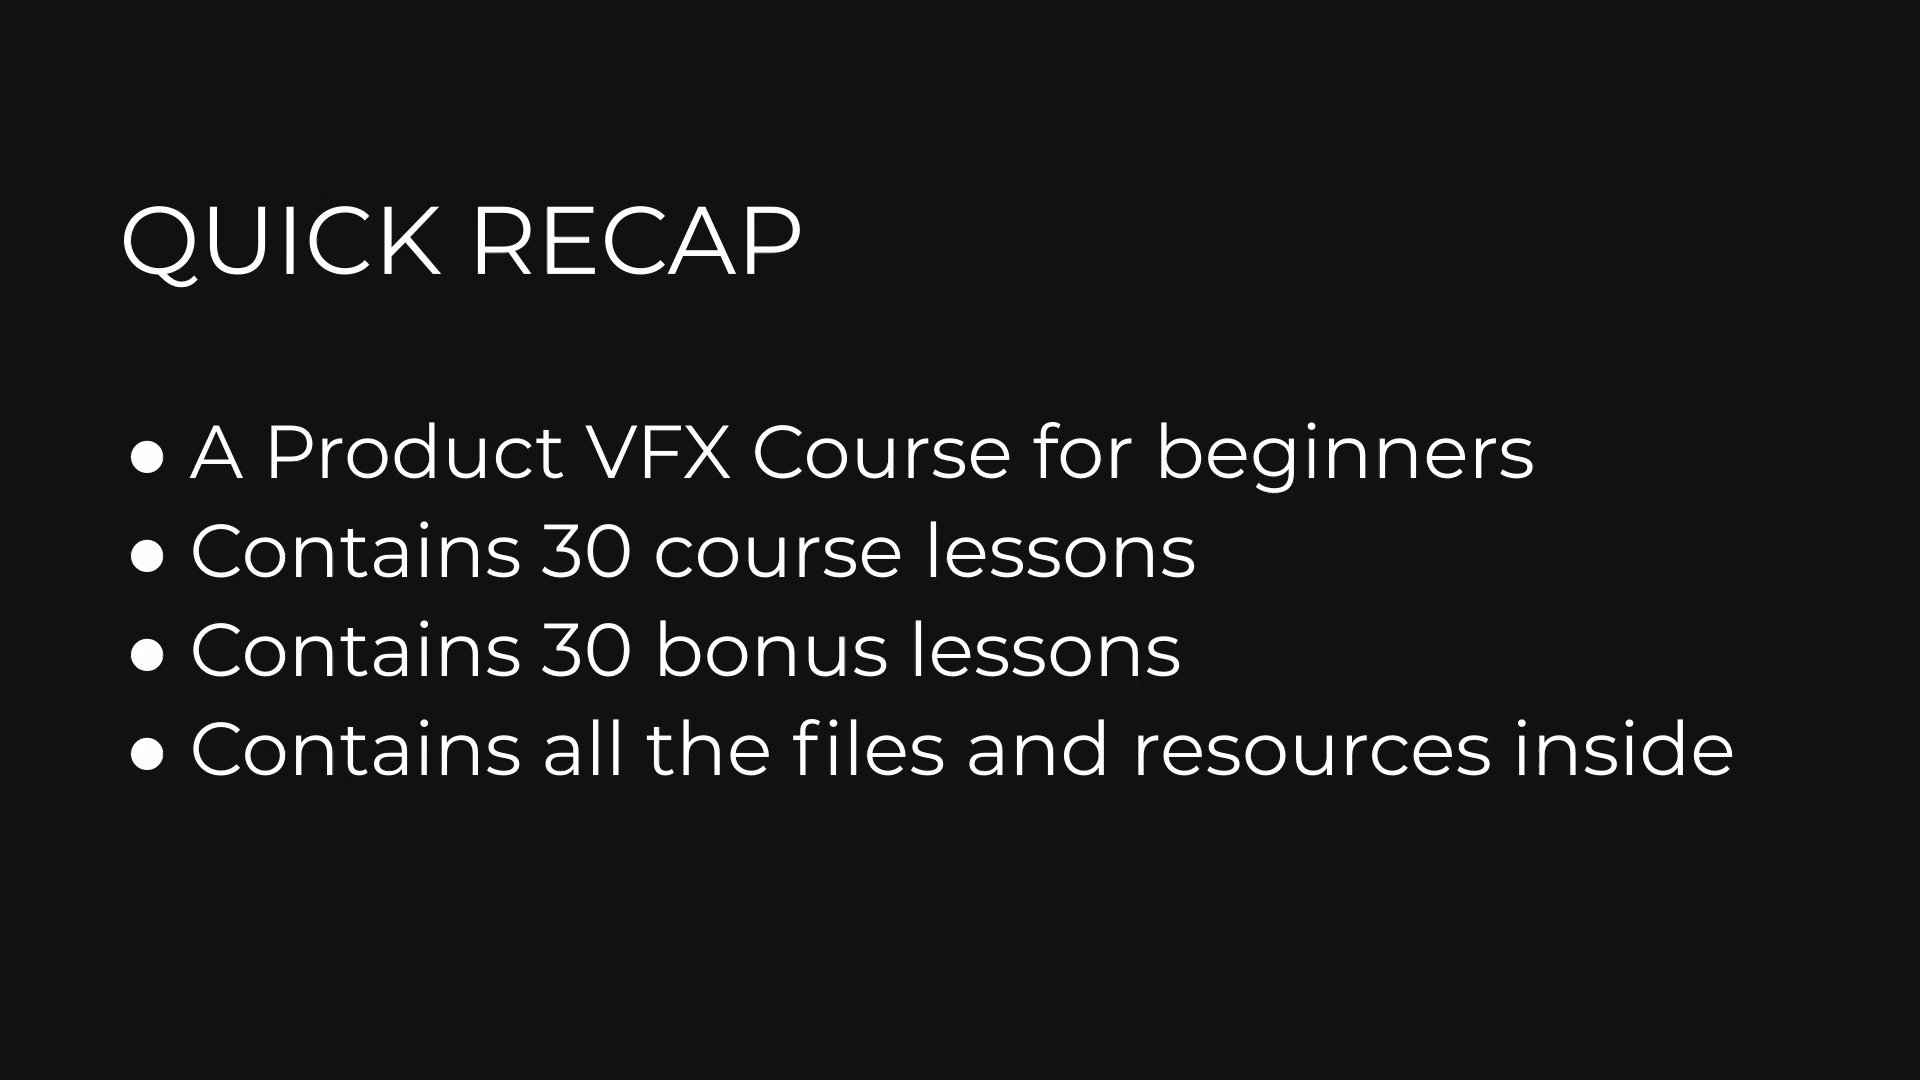 QUICK RECAP
● A Product VFX Course for beginners
● Contains 30 course lessons
● Contains 30 bonus lessons
● Contains all the files and resources inside